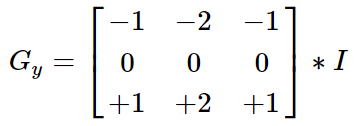 G_y = [ −1 −2 −1
0 0 0
+1 +2 +1 ] ∗ I